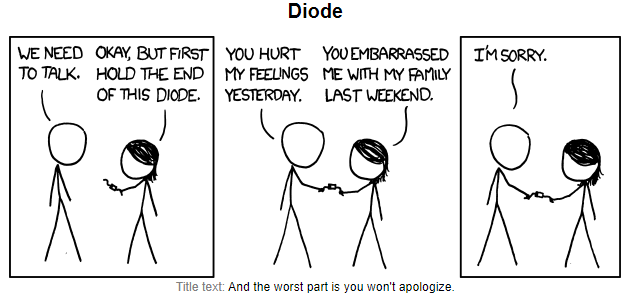 Diode
WE NEED
TO TALK.
OKAY, BUT FIRST
HOLD THE END
OF THIS DIODE.
YOU HURT
MY FEELINGS
YESTERDAY.
YOU EMBARRASSED
ME WITH MY FAMILY
LAST WEEKEND.
I'M SORRY.
Title text: And the worst part is you won't apologize.